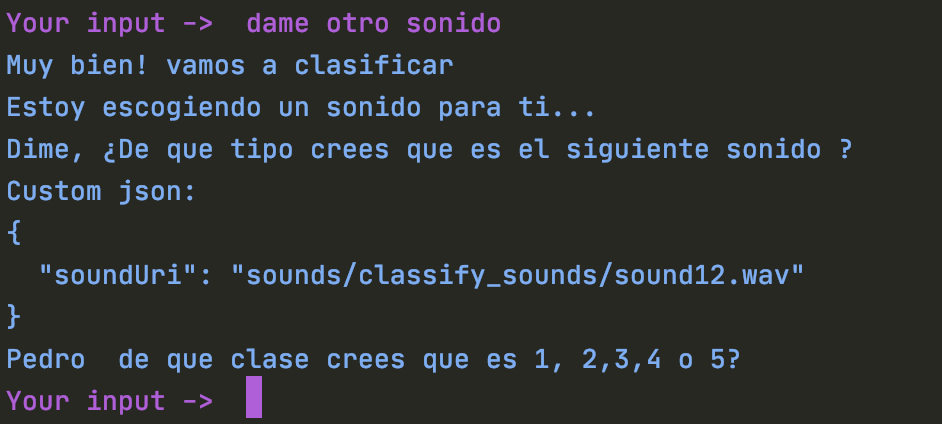 Your input ->  dame otro sonido
Muy bien! vamos a clasificar
Estoy escogiendo un sonido para ti...
Dime, ¿De que tipo crees que es el siguiente sonido ?
Custom json:
{
  "soundUri": "sounds/classify_sounds/sound12.wav"
}
Pedro  de que clase crees que es 1, 2,3,4 o 5?
Your input ->